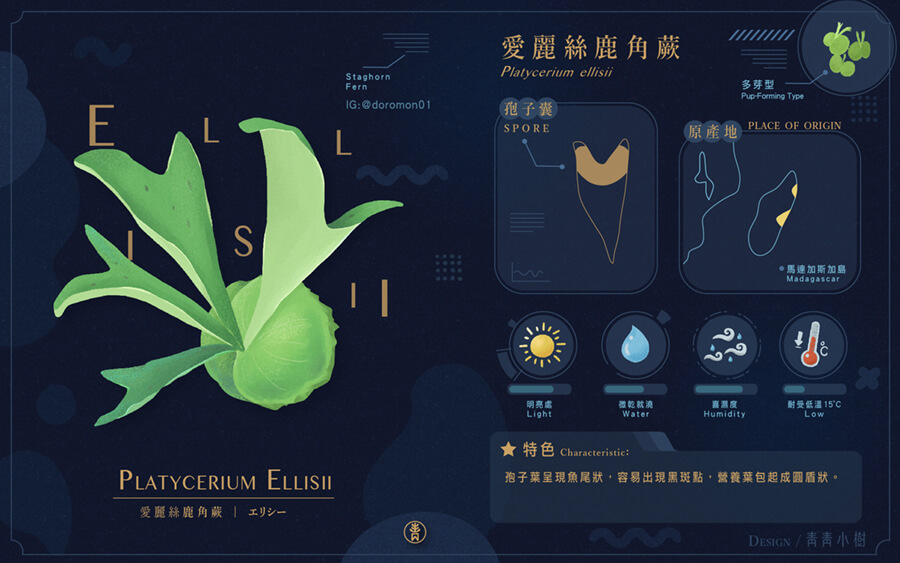 E L L
I S I I
Staghorn
Fern
IG:@doromon01
PLATYCERIUM ELLISII
愛麗絲鹿角蕨 | エリシー
愛麗絲鹿角蕨
Platycerium ellisii
多芽型
Pup-Forming Type
孢子囊
SPORE
原產地 PLACE OF ORIGIN
馬達加斯加島
Madagascar
℃
明亮處
Light
微乾就澆
Water
喜濕度
Humidity
耐受低溫15℃
Low
特色 Characteristic:
孢子葉呈現魚尾狀，容易出現黑斑點，營養葉包起成圓盾狀。
DESIGN / 青青小樹